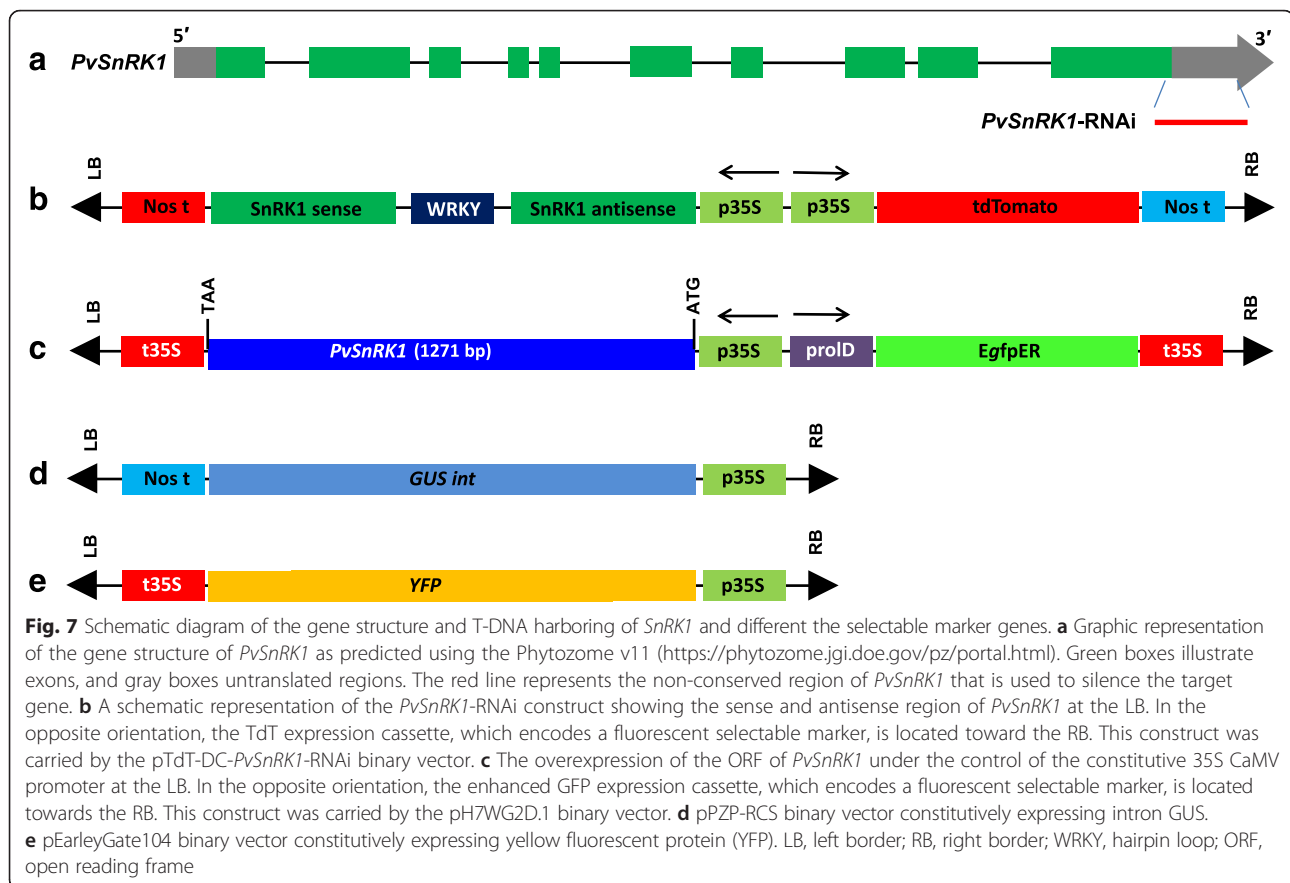 5′ 3′
a PvSnRK1
PvSnRK1-RNAi
LB RB
b Nos t SnRK1 sense WRKY SnRK1 antisense p35S p35S tdTomato Nos t
LB TAA ATG RB
c t35S PvSnRK1 (1271 bp) p35S prolD EgfpER t35S
LB RB
d Nos t GUS int p35S
LB RB
e t35S YFP p35S
Fig. 7 Schematic diagram of the gene structure and T-DNA harboring of SnRK1 and different the selectable marker genes. a Graphic representation
of the gene structure of PvSnRK1 as predicted using the Phytozome v11 (https://phytozome.jgi.doe.gov/pz/portal.html). Green boxes illustrate
exons, and gray boxes untranslated regions. The red line represents the non-conserved region of PvSnRK1 that is used to silence the target
gene. b A schematic representation of the PvSnRK1-RNAi construct showing the sense and antisense region of PvSnRK1 at the LB. In the
opposite orientation, the TdT expression cassette, which encodes a fluorescent selectable marker, is located toward the RB. This construct was
carried by the pTdT-DC-PvSnRK1-RNAi binary vector. c The overexpression of the ORF of PvSnRK1 under the control of the constitutive 35S CaMV
promoter at the LB. In the opposite orientation, the enhanced GFP expression cassette, which encodes a fluorescent selectable marker, is located
towards the RB. This construct was carried by the pH7WG2D.1 binary vector. d pPZP-RCS binary vector constitutively expressing intron GUS.
e pEarleyGate104 binary vector constitutively expressing yellow fluorescent protein (YFP). LB, left border; RB, right border; WRKY, hairpin loop; ORF,
open reading frame